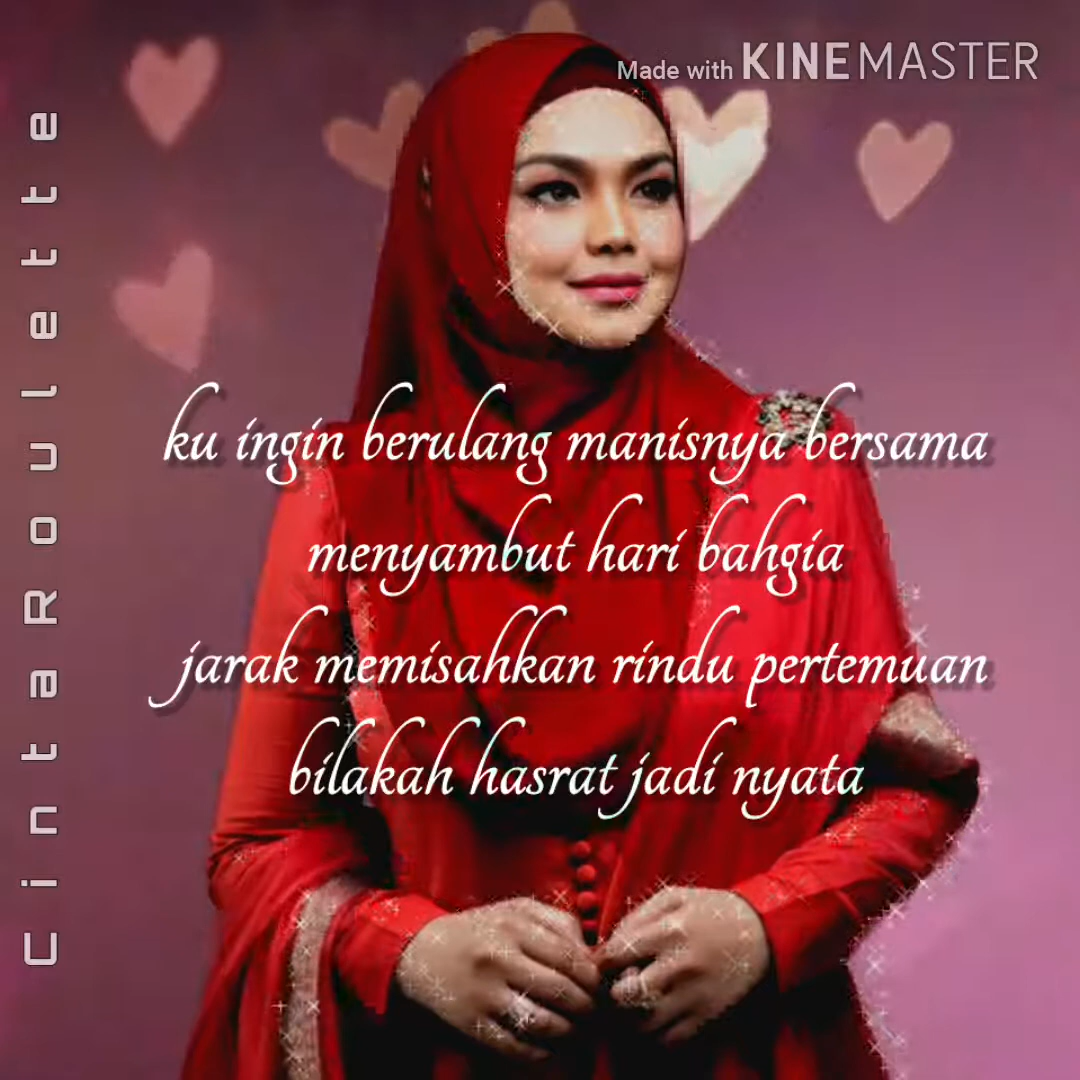 Made with KINEMASTER
CintaRoulette
ku ingin berulang manisnya bersama
menyambut hari bahgia
jarak memisahkan rindu pertemuan
bilakah hasrat jadi nyata